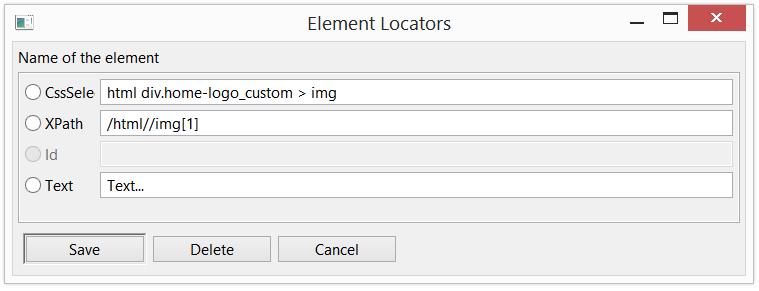 Element Locators
Name of the element
CssSelec html div.home-logo_custom > img
XPath /html//img[1]
Id
Text Text...
Save Delete Cancel